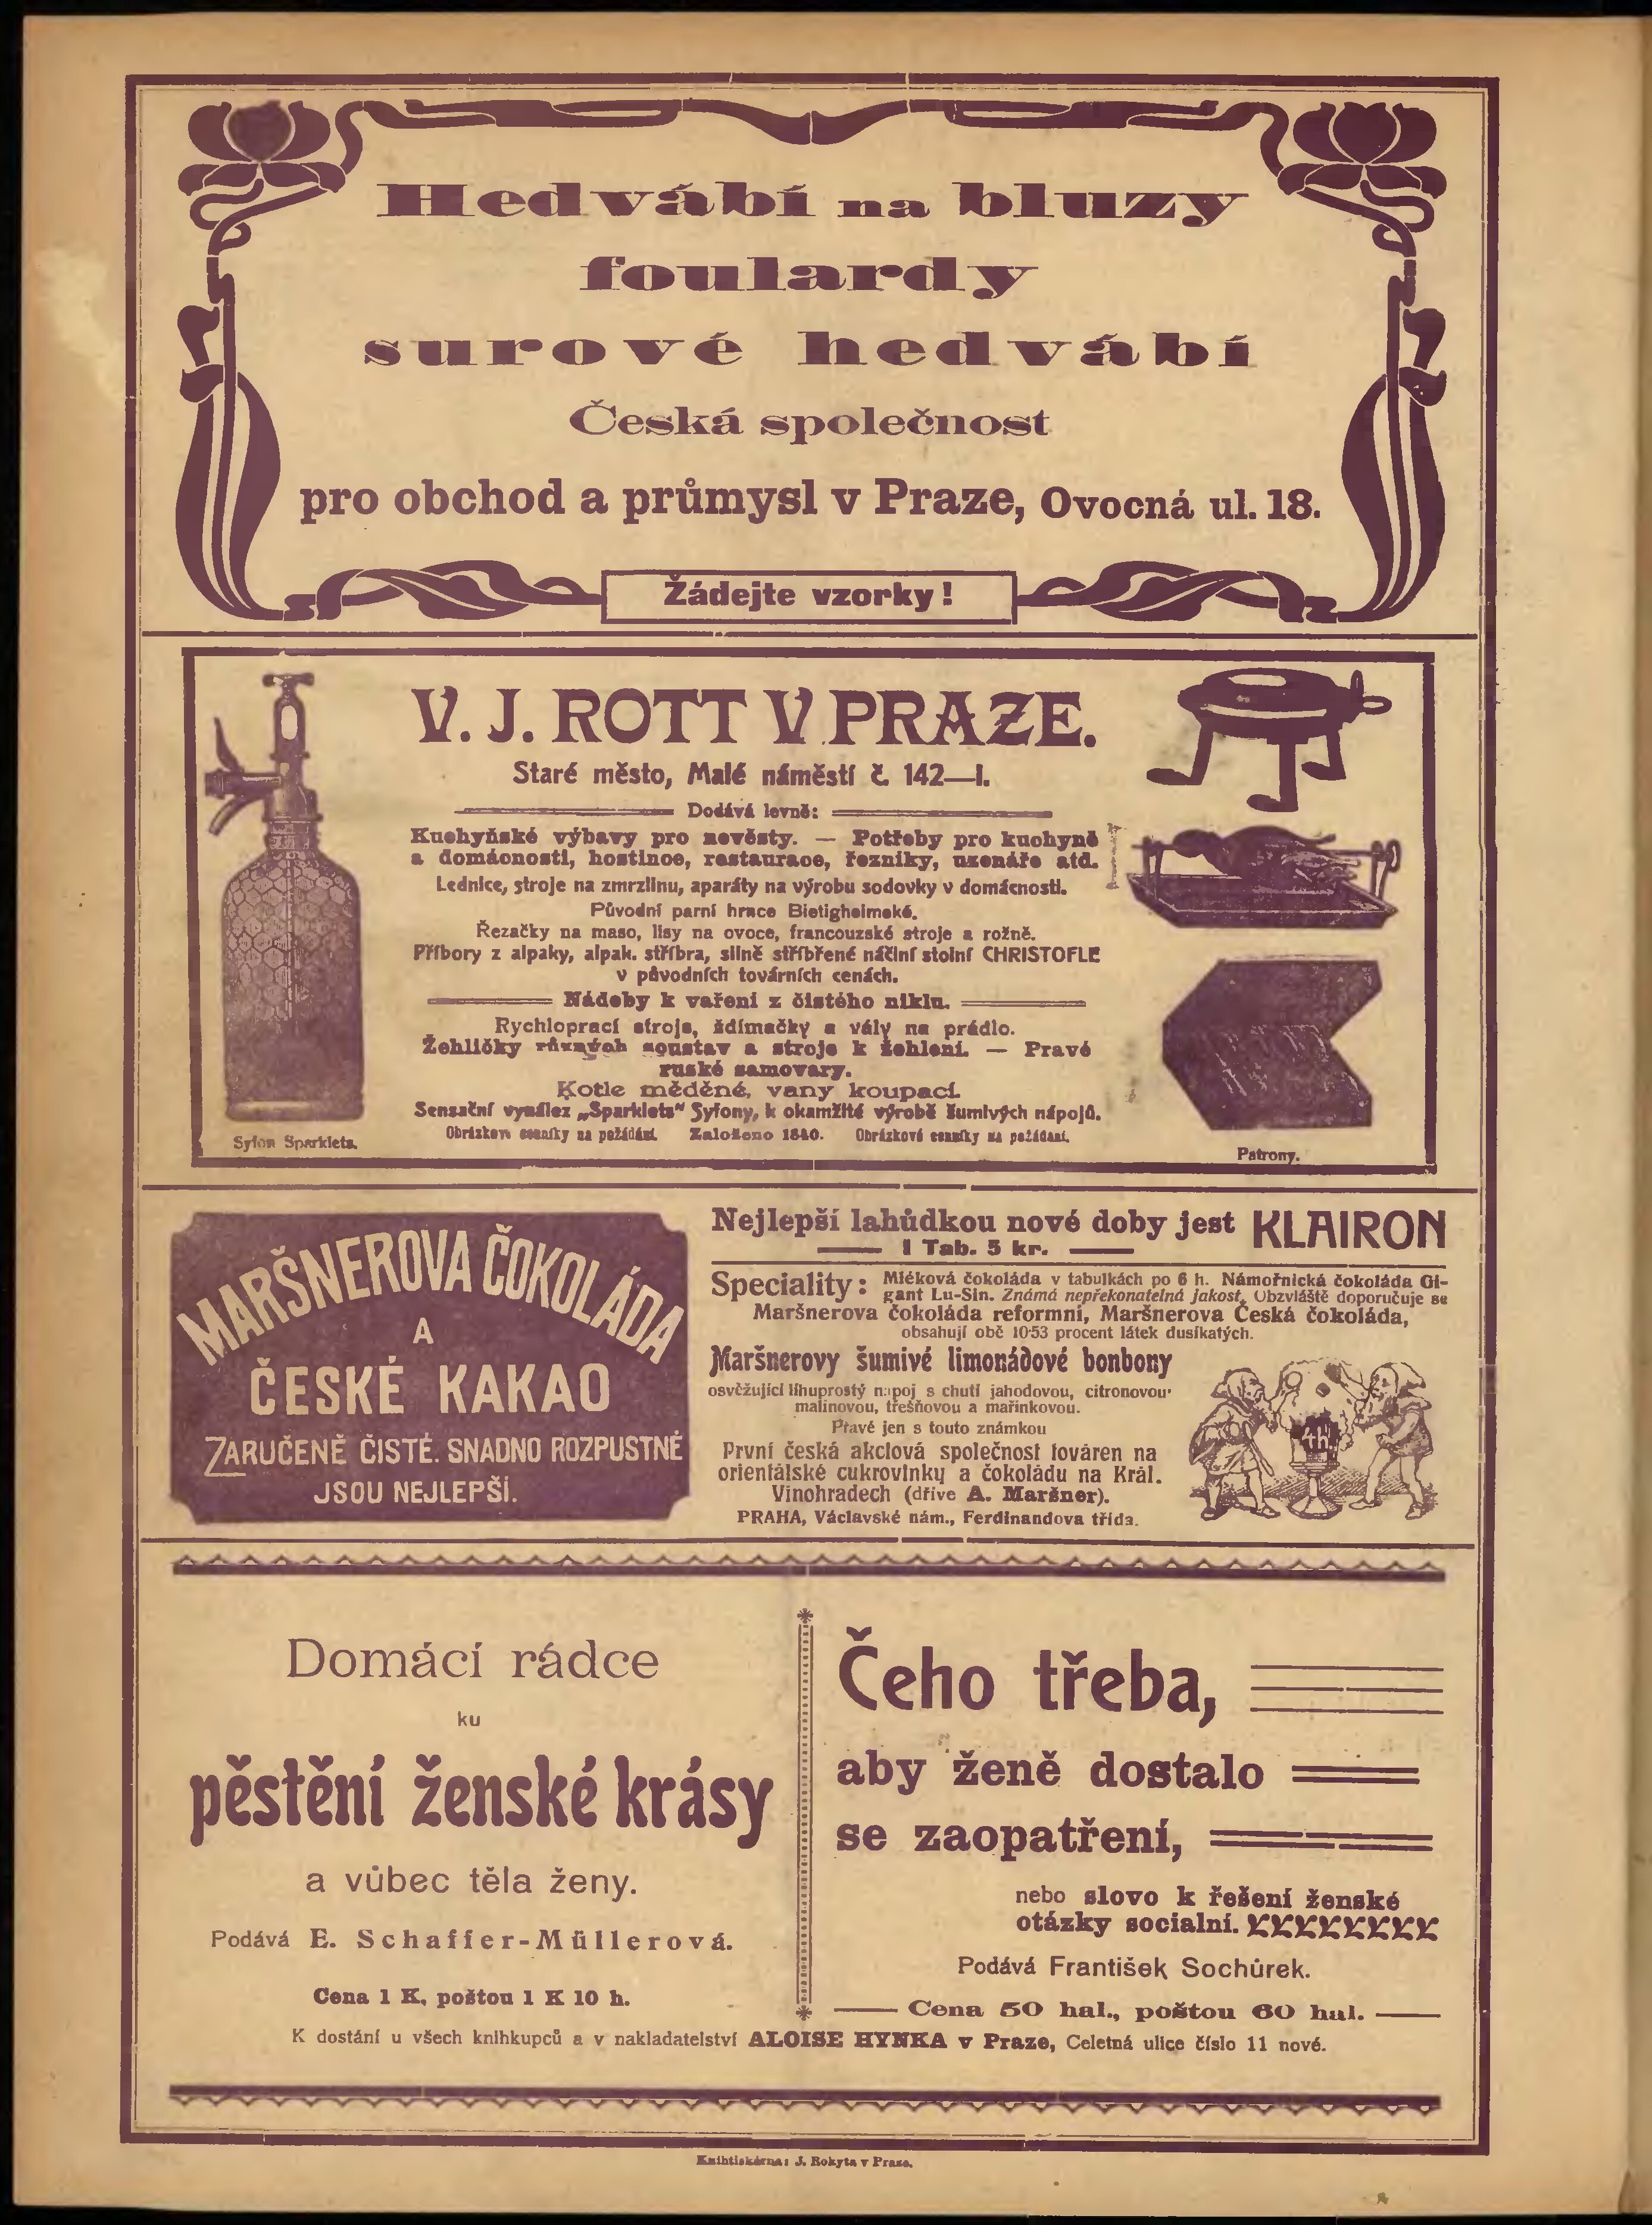 Hedvábí na bluzy
foulardy
surové hedvábí
Česká společnost
pro obchod a průmysl v Praze, Ovocná ul. 18.
Žádejte vzorky!
V. J. ROTT V PRAZE.
Staré město, Malé náměstí č. 142—I.
Dodává levně:
Kuchyňské výbavy pro nevěsty. — Potřeby pro kuchyně
a domácnosti, hostince, restaurace, řezníky, uzenáře atd.
Lednice, stroje na zmrzlinu, aparáty na výrobu sodovky v domácnosti.
Původní parní hrnce Bietigheimské.
Řezačky na maso, lisy na ovoce, francouzské stroje a rožně.
Příbory z alpaky, alpak. stříbra, silně stříbřené náčiní stolní CHRISTOFLE
v původních továrních cenách.
Nádoby k vaření z čistého niklu.
Rychloprací stroje, ždímačky a vály na prádlo.
Žehličky různých soustav a stroje k žehlení. — Pravé
ruské samovary.
Kotle měděné, vany koupací.
Sensační vynález „Sparklets“ Syfony, k okamžité výrobě šumivých nápojů.
Obrázkové cenníky na požádání. Založeno 1840. Obrázkové cenníky na požádání.
Syfon Sparklets.
Patrony.
MARŠNEROVA ČOKOLÁDA
A
ČESKÉ KAKAO
ZARUČENĚ ČISTÉ. SNADNO ROZPUSTNÉ
JSOU NEJLEPŠÍ.
Nejlepší lahůdkou nové doby jest KLAIRON
1 Tab. 5 kr.
Speciality: Mléková čokoláda v tabulkách po 6 h. Námořnická čokoláda Gi-
gant Lu-Sin. Známá nepřekonatelná jakost. Obzvláště doporučuje se
Maršnerova čokoláda reformní, Maršnerova Česká čokoláda,
obsahují obě 10·53 procent látek dusíkatých.
Maršnerovy šumivé limonádové bonbony
osvěžující lihuprostý nápoj s chutí jahodovou, citronovou
malinovou, třešňovou a mařinkovou.
Pravé jen s touto známkou
4h
První česká akciová společnost továren na
orientálské cukrovinky a čokoládu na Král.
Vinohradech (dříve A. Maršner).
PRAHA, Václavské nám., Ferdinandova třída.
Domácí rádce
ku
pěstění ženské krásy
a vůbec těla ženy.
Podává E. Schaffer-Müllerová.
Cena 1 K, poštou 1 K 10 h.
Čeho třeba,
aby ženě dostalo
se zaopatření,
nebo slovo k řešení ženské
otázky socialní.
Podává František Sochůrek.
Cena 50 hal., poštou 60 hal.
K dostání u všech knihkupců a v nakladatelství ALOISE HYNKA v Praze, Celetná ulice číslo 11 nové.
Knihtiskárna: J. Rokyta v Praze.